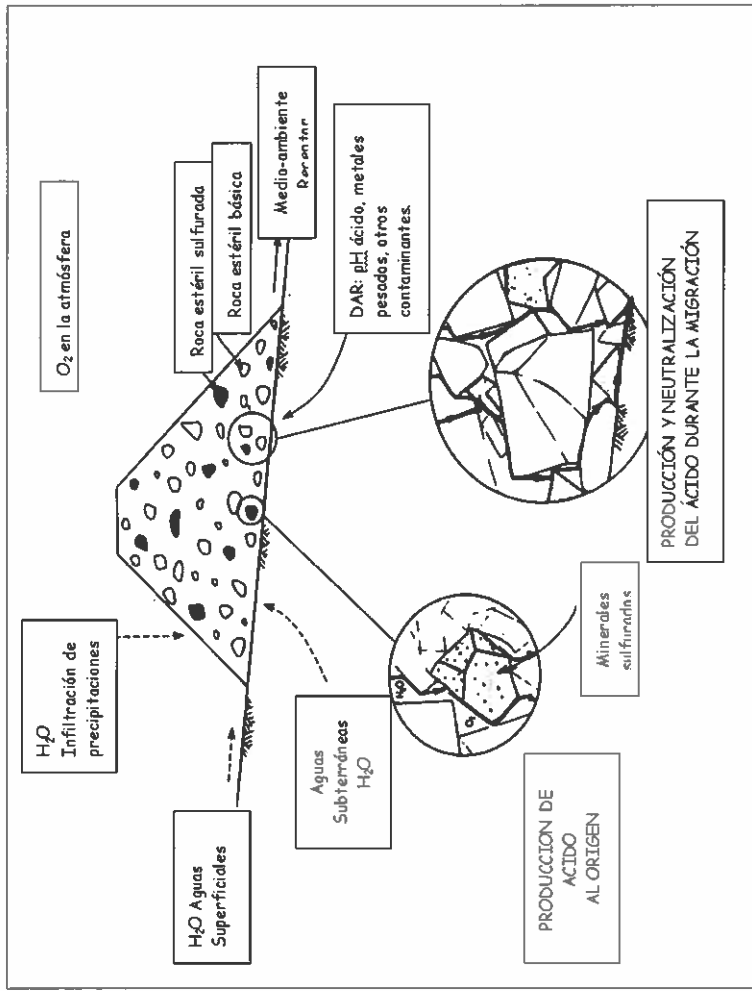 H₂O
Infiltración de
precipitaciones
O₂ en la atmósfera
H₂O Aguas
Superficiales
Roca estéril sulfurada
Roca estéril básica
Medio-ambiente
Aguas
Subterráneas
H₂O
DAR: pH ácido, metales
pesados, otros
contaminantes.
H₂O
O₂
PRODUCCION DE
ACIDO
AL ORIGEN
Minerales
sulfurados
PRODUCCIÓN Y NEUTRALIZACIÓN
DEL ÁCIDO DURANTE LA MIGRACIÓN